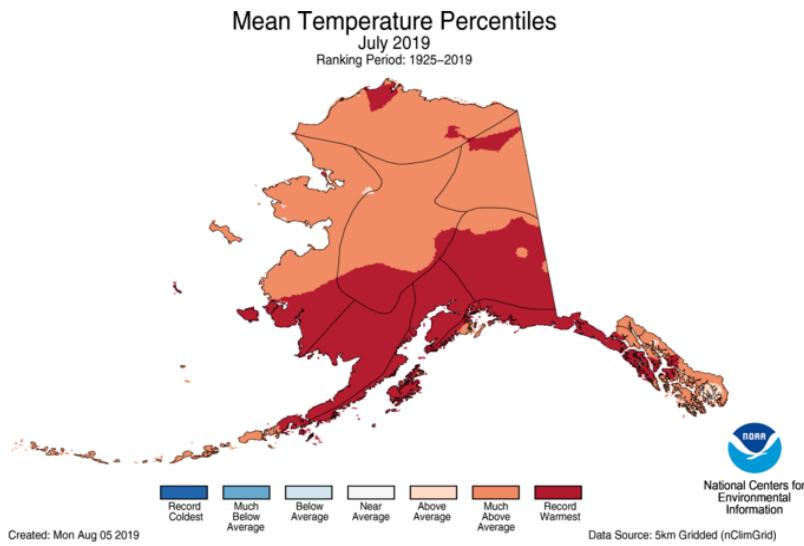 Mean Temperature Percentiles
July 2019
Ranking Period: 1925–2019
NOAA
National Centers for
Environmental
Information
Record
Coldest
Much
Below
Average
Below
Average
Near
Average
Above
Average
Much
Above
Average
Record
Warmest
Created: Mon Aug 05 2019
Data Source: 5km Gridded (nClimGrid)